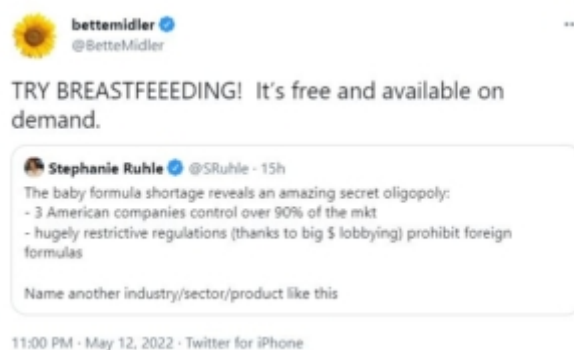 bettemidler
@BetteMidler
TRY BREASTFEEEDING! It's free and available on
demand.
Stephanie Ruhle @SRuhle · 15h
The baby formula shortage reveals an amazing secret oligopoly:
- 3 American companies control over 90% of the mkt
- hugely restrictive regulations (thanks to big $ lobbying) prohibit foreign
formulas
Name another industry/sector/product like this
11:00 PM · May 12, 2022 · Twitter for iPhone